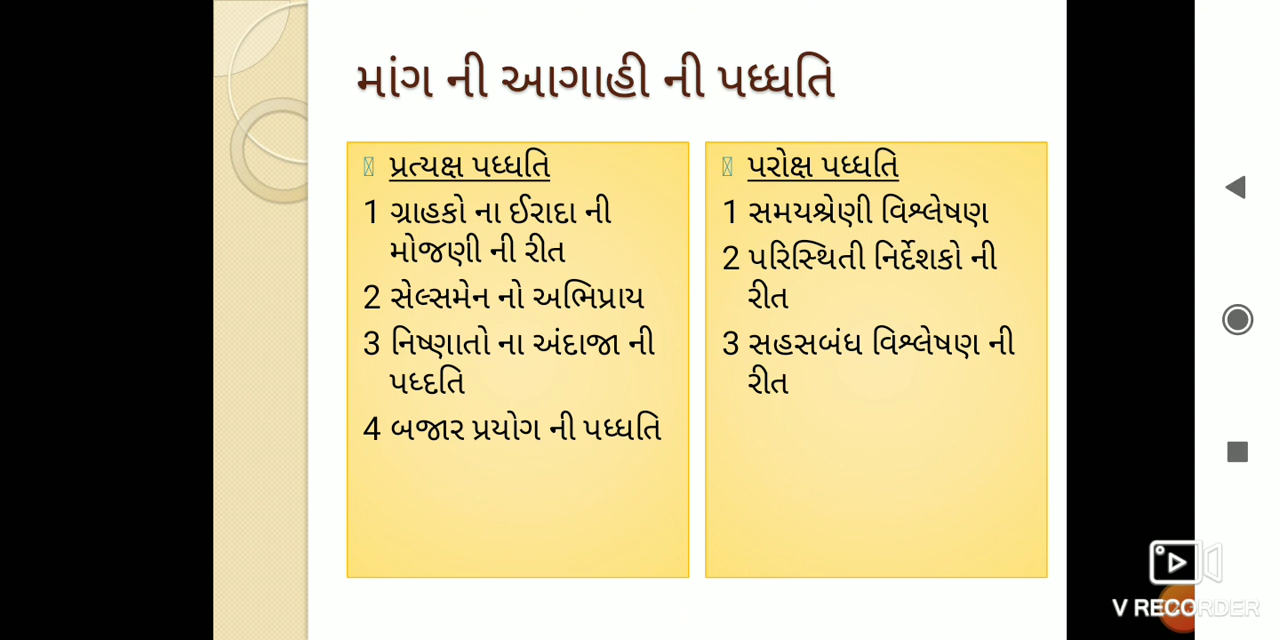 માંગ ની આગાહી ની પધ્ધતિ
પ્રત્યક્ષ પધ્ધતિ
1 ગ્રાહકો ના ઈરાદા ની
મોજણી ની રીત
2 સેલ્સમેન નો અભિપ્રાય
3 નિષ્ણાતો ના અંદાજા ની
પધ્દતિ
4 બજાર પ્રયોગ ની પધ્ધતિ
પરોક્ષ પધ્ધતિ
1 સમયશ્રેણી વિશ્લેષણ
2 પરિસ્થિતી નિર્દેશકો ની
રીત
3 સહસબંધ વિશ્લેષણ ની
રીત
V RECORDER